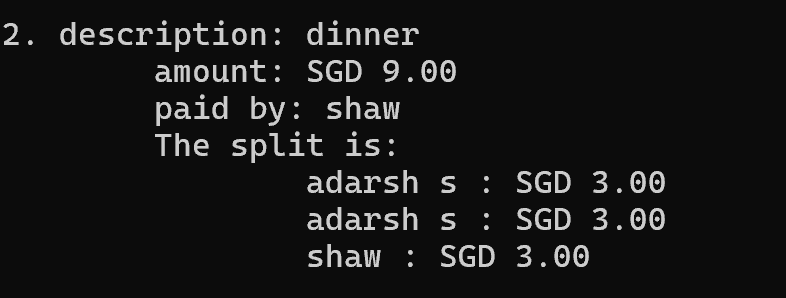 2. description: dinner
amount: SGD 9.00
paid by: shaw
The split is:
adarsh s : SGD 3.00
adarsh s : SGD 3.00
shaw : SGD 3.00